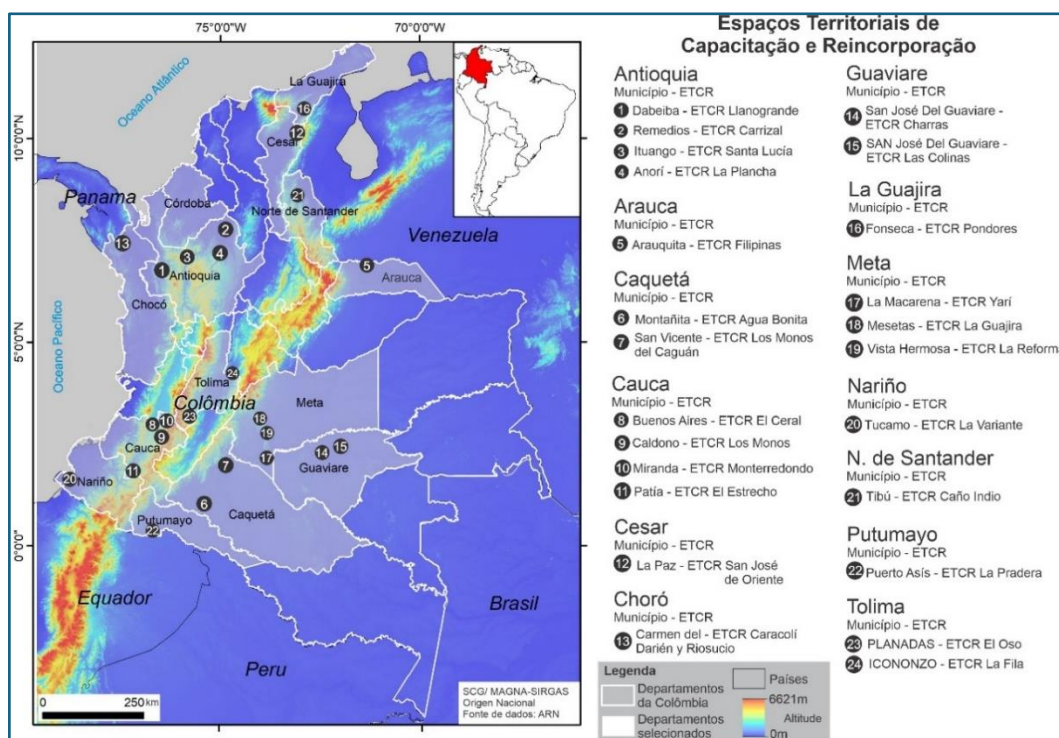 75°0'0"W
70°0'0"W
10°0'0"N
5°0'0"N
0°0'0"
Oceano Atlántico
Oceano Pacífico
Panama
Venezuela
Colômbia
Equador
Peru
Brasil
La Guajira
16
12
Cesar
21
Norte de Santander
Córdoba
2
13
3
4
1
Antioquia
5
Arauca
Chocó
24
Tolima
Meta
23
18
10
8
9
19
Cauca
17
14
15
Guaviare
11
7
20
Nariño
6
Caquetá
Putumayo
22
0
250
km
SCG/ MAGNA-SIRGAS
Origen Nacional
Fonte de dados: ARN
Espaços Territoriais de
Capacitação e Reincorporação
Antioquia
Município - ETCR
1 Dabeiba - ETCR Llanogrande
2 Remedios - ETCR Carrizal
3 Ituango - ETCR Santa Lucía
4 Anorí - ETCR La Plancha
Arauca
Município - ETCR
5 Arauquita - ETCR Filipinas
Caquetá
Município - ETCR
6 Montañita - ETCR Agua Bonita
7 San Vicente - ETCR Los Monos
del Caguán
Cauca
Município - ETCR
8 Buenos Aires - ETCR El Ceral
9 Caldono - ETCR Los Monos
10 Miranda - ETCR Monterredondo
11 Patía - ETCR El Estrecho
Cesar
Município - ETCR
12 La Paz - ETCR San José
de Oriente
Choró
Município - ETCR
13 Carmen del - ETCR Caracolí
Darién y Riosucio
Guaviare
Município - ETCR
14 San José Del Guaviare -
ETCR Charras
15 SAN José Del Guaviare -
ETCR Las Colinas
La Guajira
Município - ETCR
16 Fonseca - ETCR Pondores
Meta
Município - ETCR
17 La Macarena - ETCR Yarí
18 Mesetas - ETCR La Guajira
19 Vista Hermosa - ETCR La Reform
Nariño
Município - ETCR
20 Tucamo - ETCR La Variante
N. de Santander
Município - ETCR
21 Tibú - ETCR Caño Indio
Putumayo
Município - ETCR
22 Puerto Asís - ETCR La Pradera
Tolima
Município - ETCR
23 PLANADAS - ETCR El Oso
24 ICONONZO - ETCR La Fila
Legenda
Departamentos
da Colômbia
Departamentos
selecionados
Países
6621m
Altitude
0m